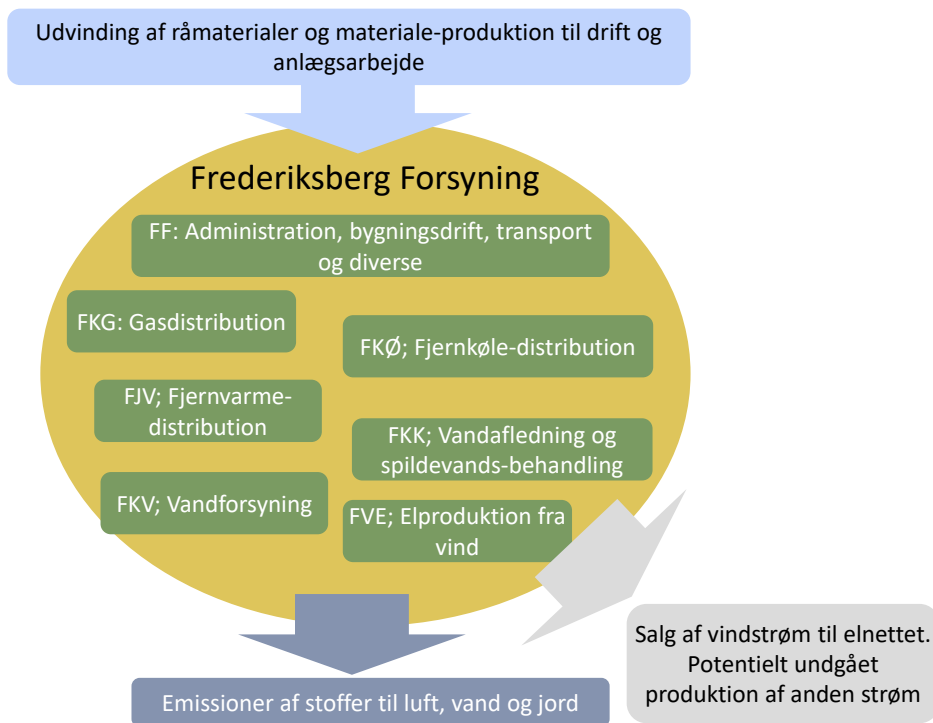 Udvinding af råmaterialer og materiale-produktion til drift og
anlægsarbejde
Frederiksberg Forsyning
FF: Administration, bygningsdrift, transport
og diverse
FKG: Gasdistribution
FKØ; Fjernkøle-distribution
FJV; Fjernvarme-
distribution
FKK; Vandafledning og
spildevands-behandling
FKV; Vandforsyning
FVE; Elproduktion fra
vind
Salg af vindstrøm til elnettet.
Potentielt undgået
produktion af anden strøm
Emissioner af stoffer til luft, vand og jord